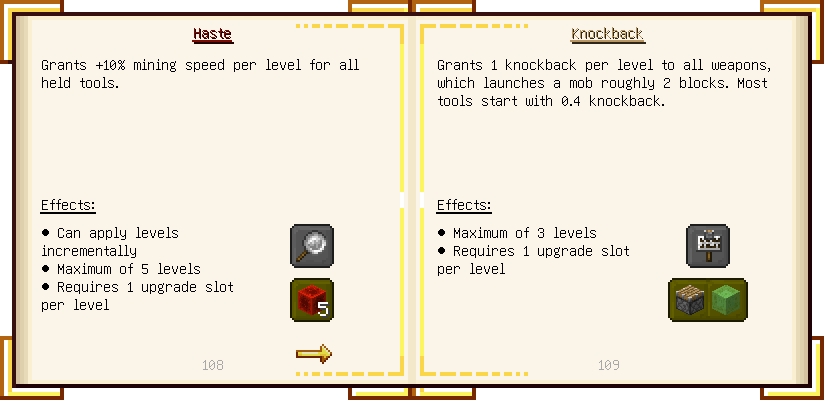 Haste
Grants +10% mining speed per level for all
held tools.
Effects:
• Can apply levels
incrementally
• Maximum of 5 levels
• Requires 1 upgrade slot
per level
5
108
Knockback
Grants 1 knockback per level to all weapons,
which launches a mob roughly 2 blocks. Most
tools start with 0.4 knockback.
Effects:
• Maximum of 3 levels
• Requires 1 upgrade slot
per level
109